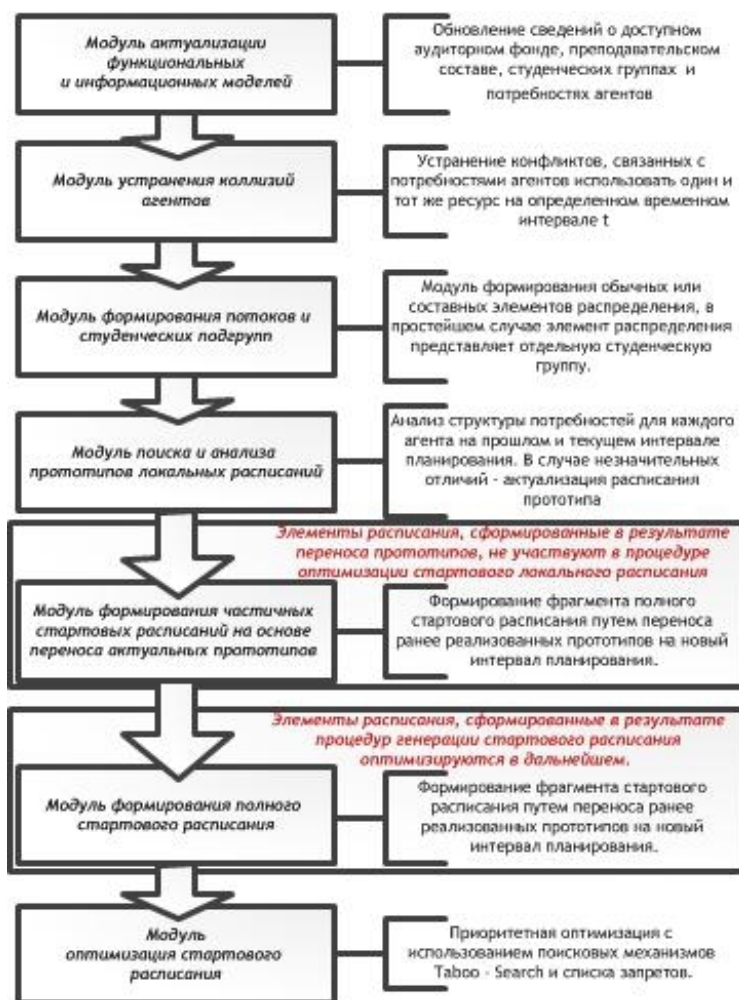 Модуль актуализации
функциональных
и информационных моделей
Обновление сведений о доступном
аудиторном фонде, преподавательском
составе, студенческих группах и
потребностях агентов
Модуль устранения коллизий
агентов
Устранение конфликтов, связанных с
потребностями агентов использовать один и
тот же ресурс на определенном временном
интервале t
Модуль формирования потоков и
студенческих подгрупп
Модуль формирования обычных или
составных элементов распределения, в
простейшем случае элемент распределения
представляет отдельную студенческую
группу.
Модуль поиска и анализа
прототипов локальных расписаний
Анализ структуры потребностей для каждого
агента на прошлом и текущем интервале
планирования. В случае незначительных
отличий - актуализация расписания
прототипа
Элементы расписания, сформированные в результате
переноса прототипов, не участвуют в процедуре
оптимизации стартового локального расписания
Модуль формирования частичных
стартовых расписаний на основе
переноса актуальных прототипов
Формирование фрагмента полного
стартового расписания путем переноса
ранее реализованных прототипов на новый
интервал планирования.
Элементы расписания, сформированные в результате
процедур генерации стартового расписания
оптимизируются в дальнейшем.
Модуль формирования полного
стартового расписания
Формирование фрагмента стартового
расписания путем переноса ранее
реализованных прототипов на новый
интервал планирования.
Модуль
оптимизация стартового
расписания
Приоритетная оптимизация с
использованием поисковых механизмов
Taboo - Search и списка запретов.